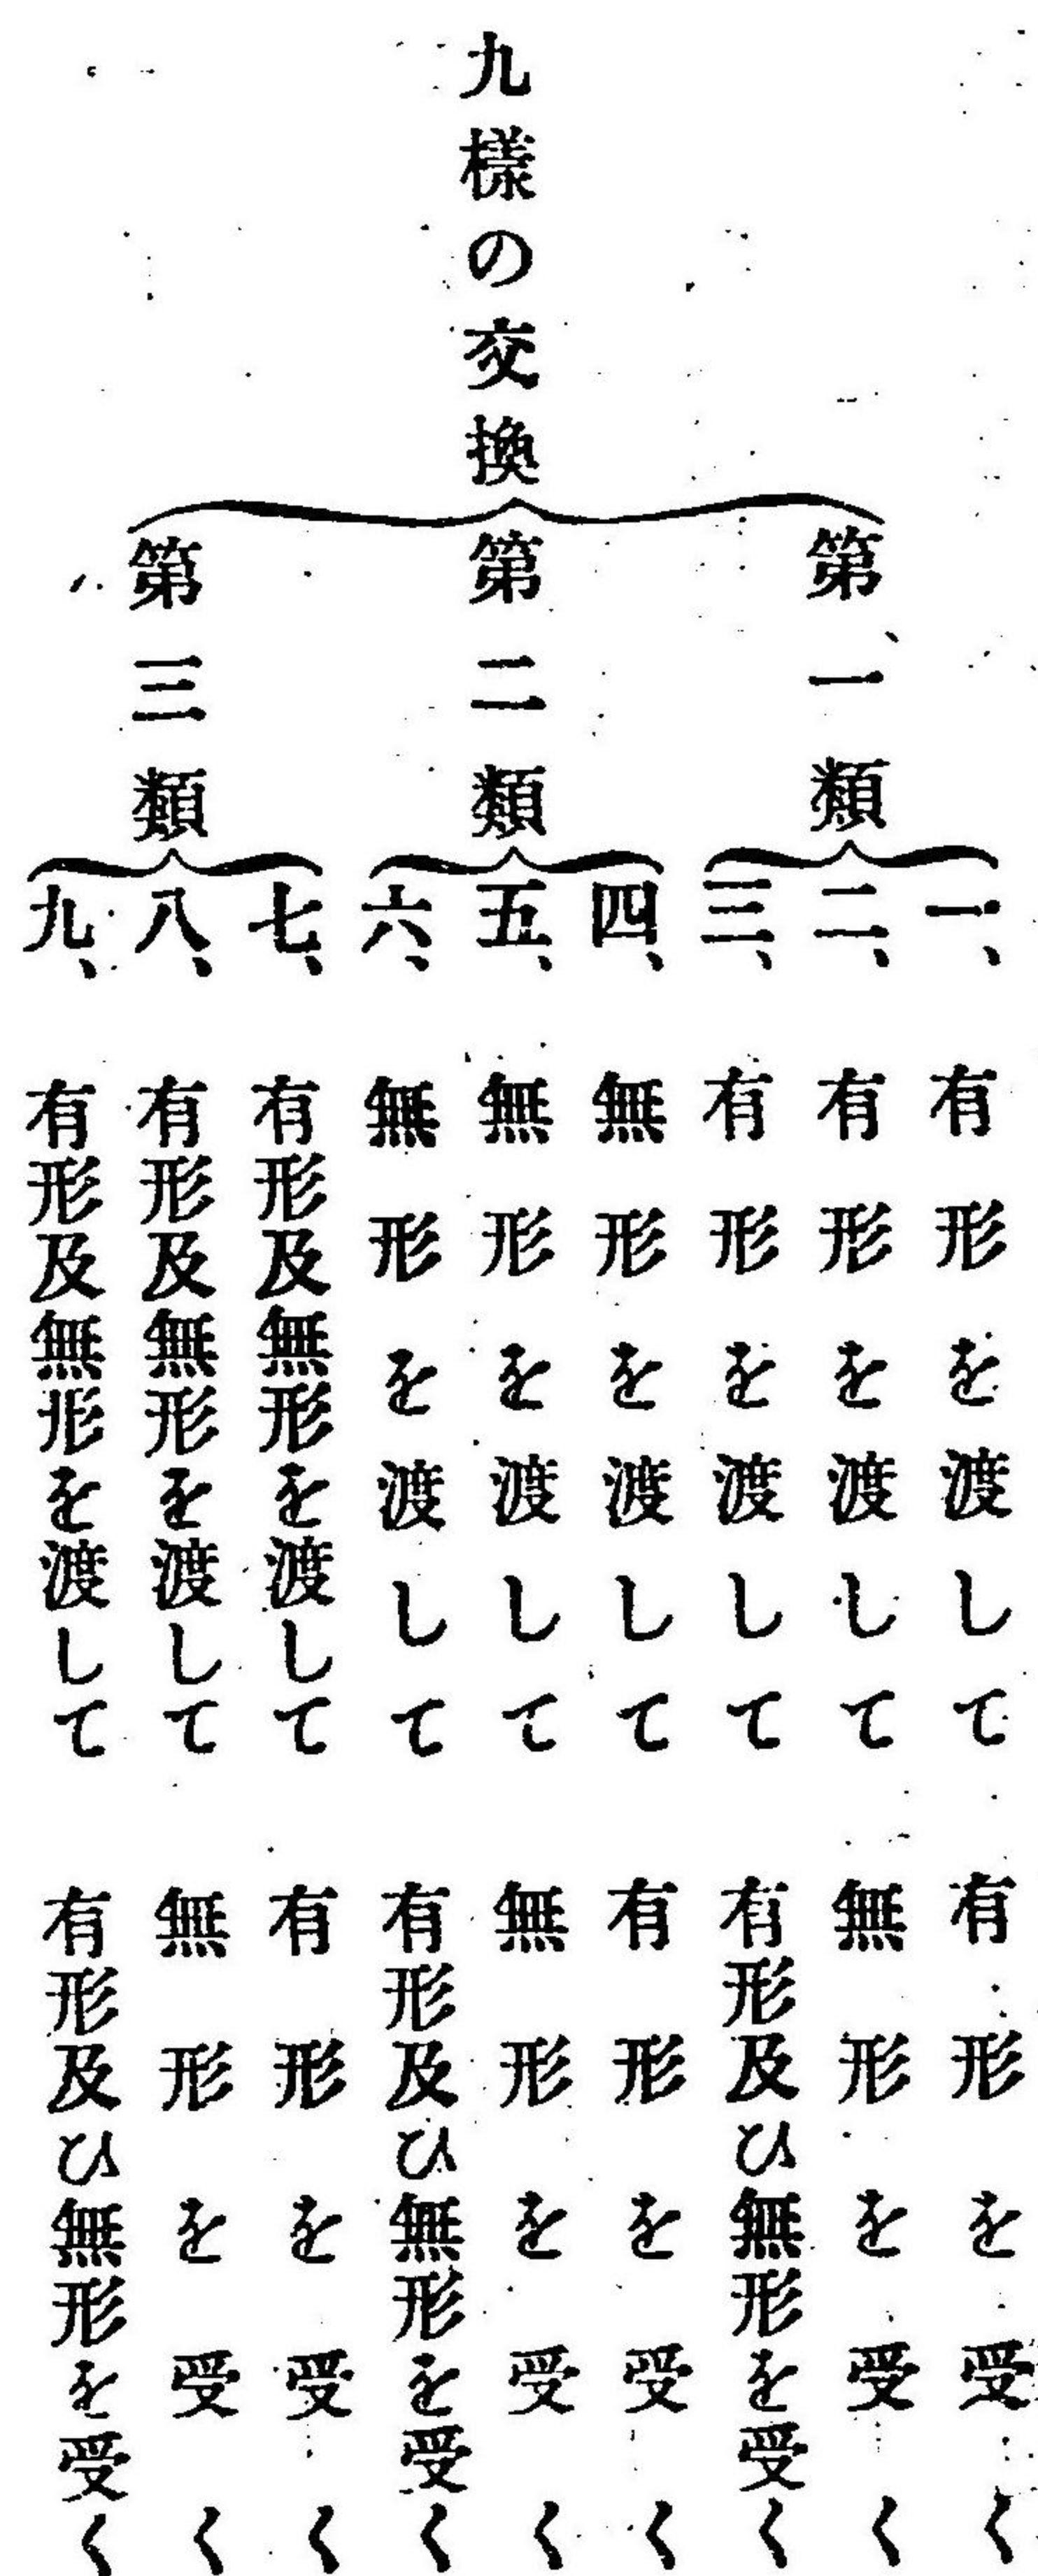 九樣の交換
第一類
一、有形を渡して 有形を受く
二、有形を渡して 無形を受く
三、有形を渡して 有形及ひ無形を受く
第二類
四、無形を渡して 有形を受く
五、無形を渡して 無形を受く
六、無形を渡して 有形及ひ無形を受く
第三類
七、有形及無形を渡して 有形を受く
八、有形及無形を渡して 無形を受く
九、有形及無形を渡して 有形及ひ無形を受く